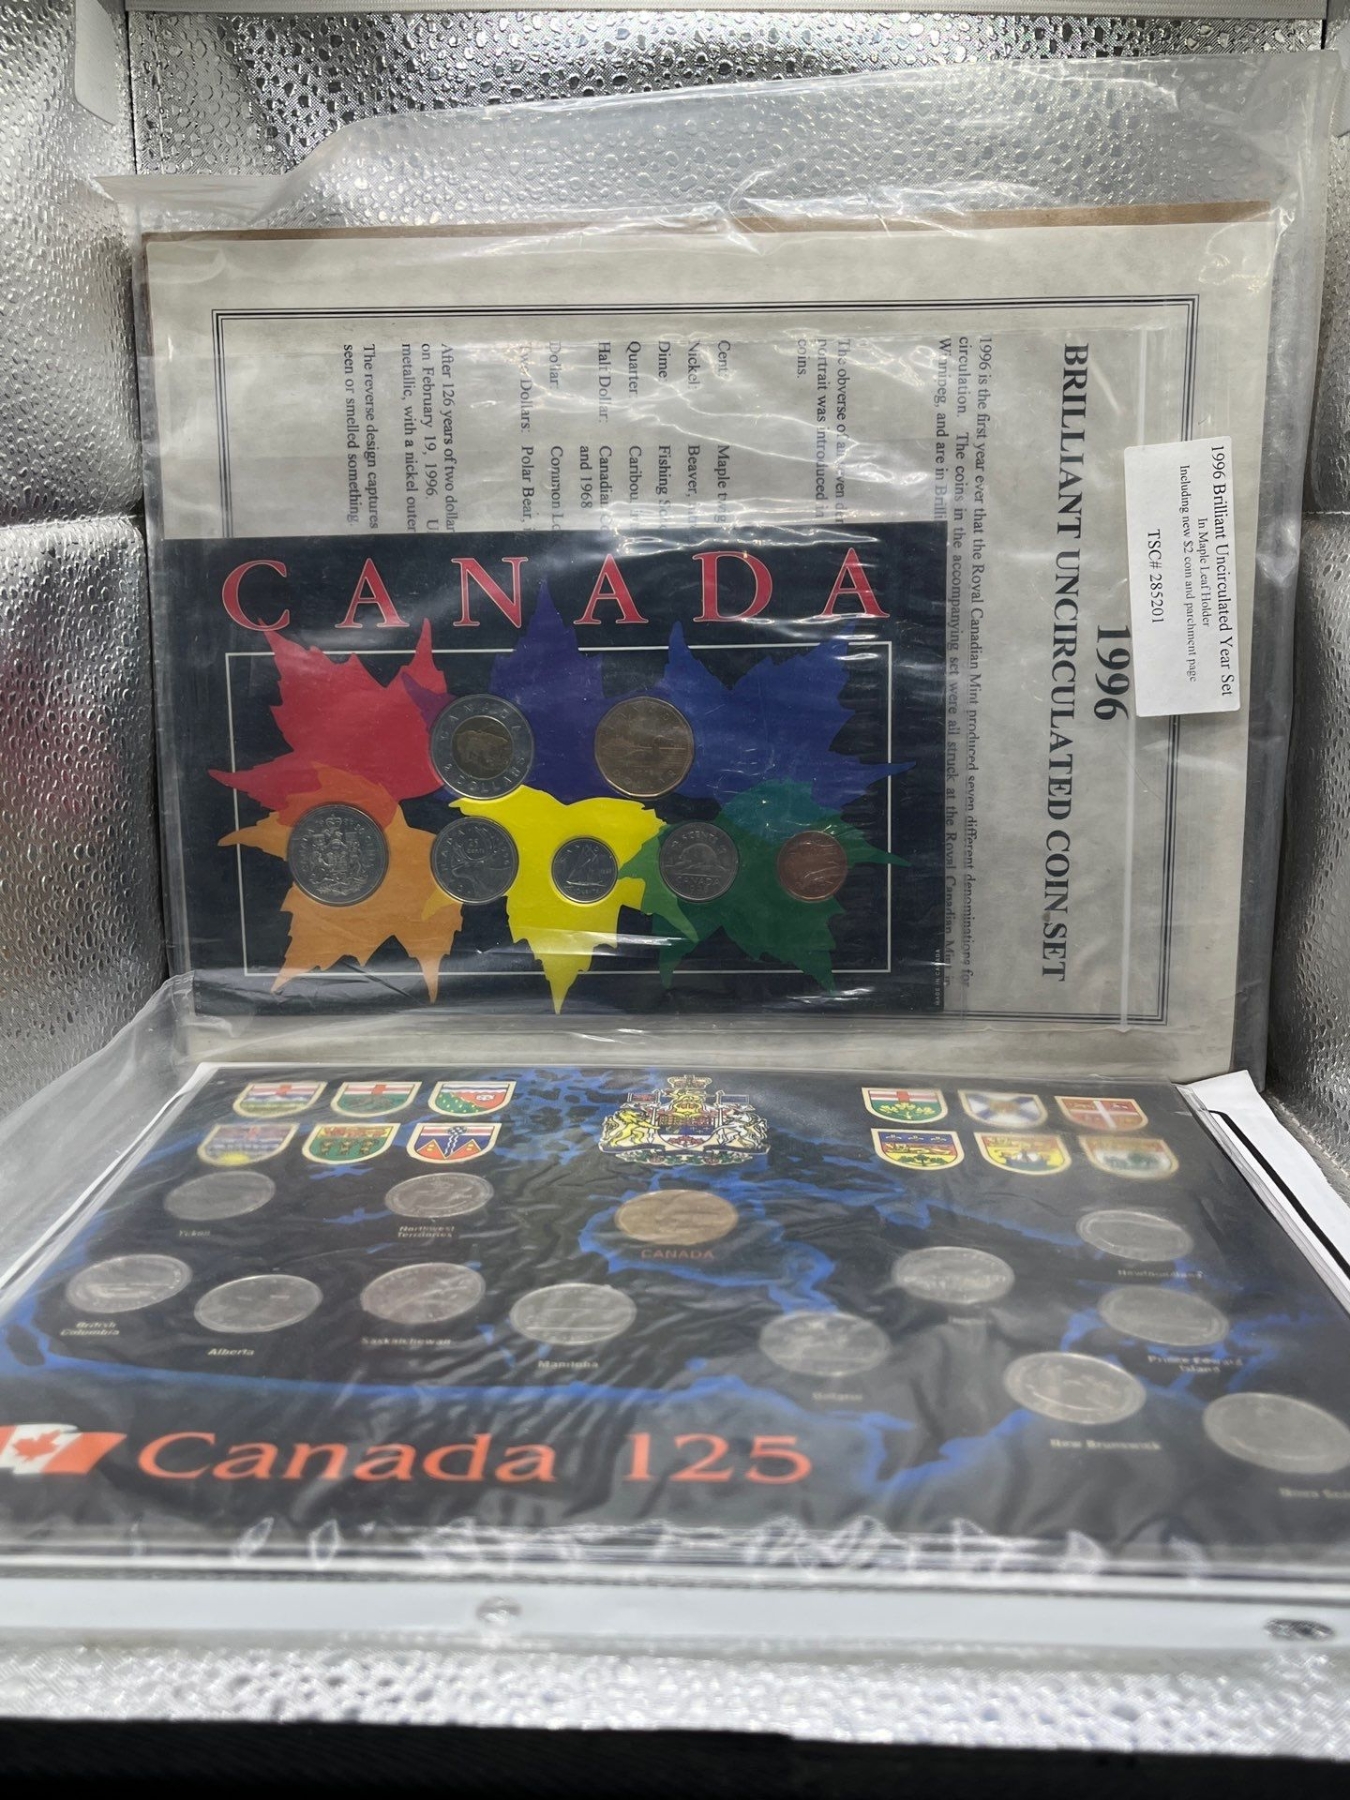 1996 Brilliant Uncirculated Year Set
In Maple Leaf Holder
Including new $2 coin and parchment page
TSC# 285201
1996
BRILLIANT UNCIRCULATED COIN SET
1996 is the first year ever that the Royal Canadian Mint produced seven different denominations for
circulation. The coins in the accompanying set were all struck at the Royal Canadian Mint in
Winnipeg, and are in
The obverse of
portrait was introduced in
coins.
Cent: Maple twig
Nickel: Beaver,
Dime: Fishing
Quarter: Caribou,
Half Dollar: Canadian
and 1968
Dollar: Common
Two Dollars: Polar Bear,
After 126 years of two dollar
on February 19, 1996.
metallic, with a nickel outer
The reverse design captures
seen or smelled something.
CANADA
Yukon
Northwest
Territories
CANADA
Newfoundland
British
Columbia
Alberta
Saskatchewan
Manitoba
Ontario
Prince Edward
Island
New Brunswick
Canada 125